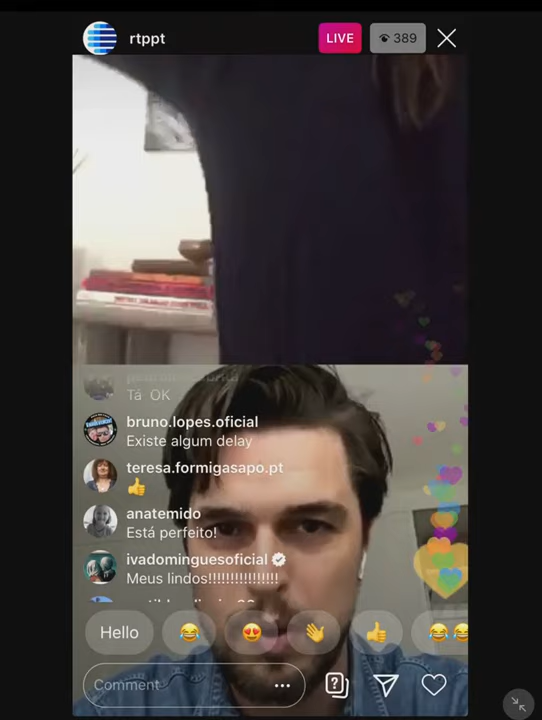 rtppt
LIVE
389
Tá OK
bruno.lopes.oficial
Existe algum delay
teresa.formigasapo.pt
anatemido
Está perfeito!
ivadominguesoficial
Meus lindos!!!!!!!!!!!!!!!!
Hello
Comment